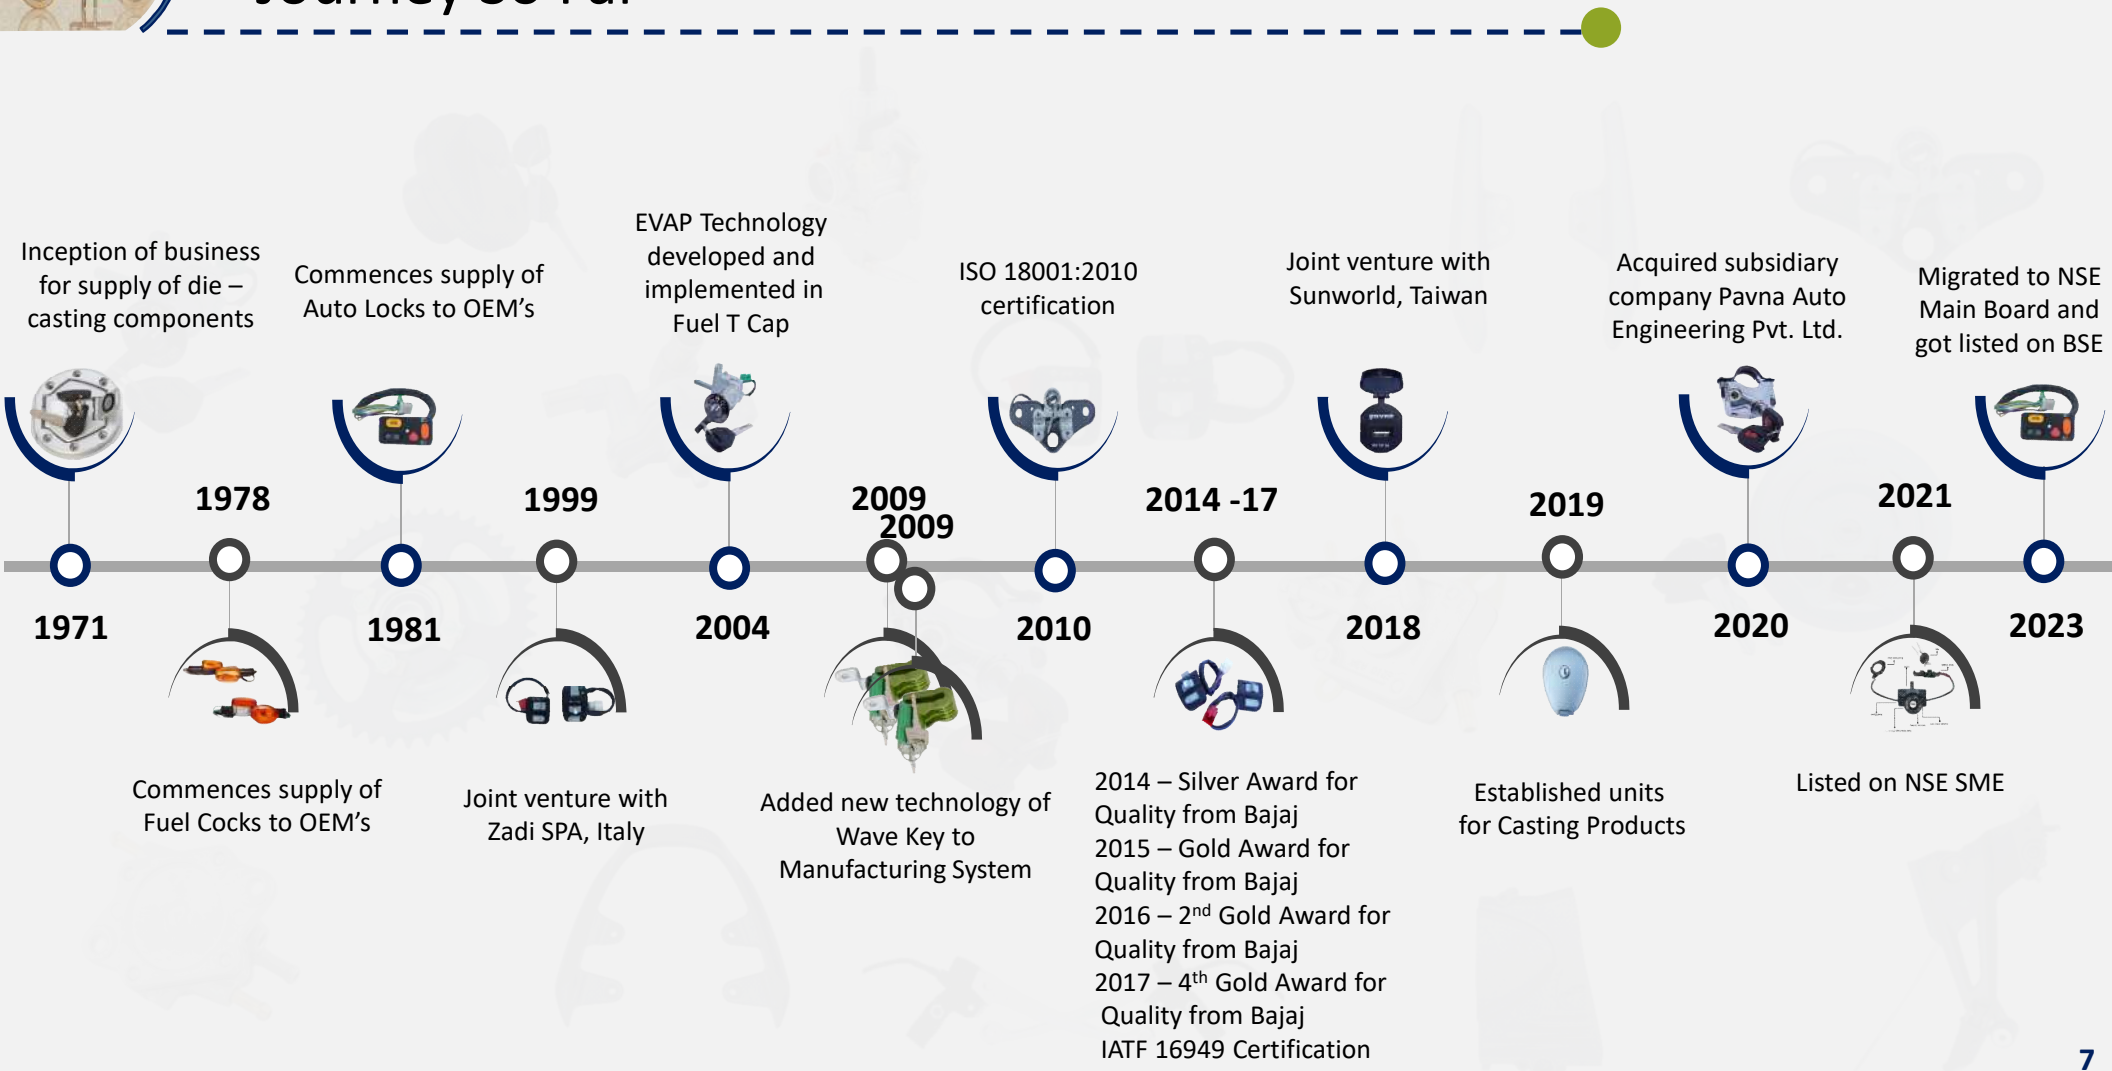 Journey So Far
Inception of business
for supply of die –
casting components
1971
1978
Commences supply of
Fuel Cocks to OEM’s
Commences supply of
Auto Locks to OEM’s
1981
1999
Joint venture with
Zadi SPA, Italy
EVAP Technology
developed and
implemented in
Fuel T Cap
2004
2009
2009
Added new technology of
Wave Key to
Manufacturing System
ISO 18001:2010
certification
2010
2014 -17
2014 – Silver Award for
Quality from Bajaj
2015 – Gold Award for
Quality from Bajaj
2016 – 2nd Gold Award for
Quality from Bajaj
2017 – 4th Gold Award for
Quality from Bajaj
IATF 16949 Certification
Joint venture with
Sunworld, Taiwan
2018
2019
Established units
for Casting Products
Acquired subsidiary
company Pavna Auto
Engineering Pvt. Ltd.
2020
2021
Listed on NSE SME
Migrated to NSE
Main Board and
got listed on BSE
2023
7